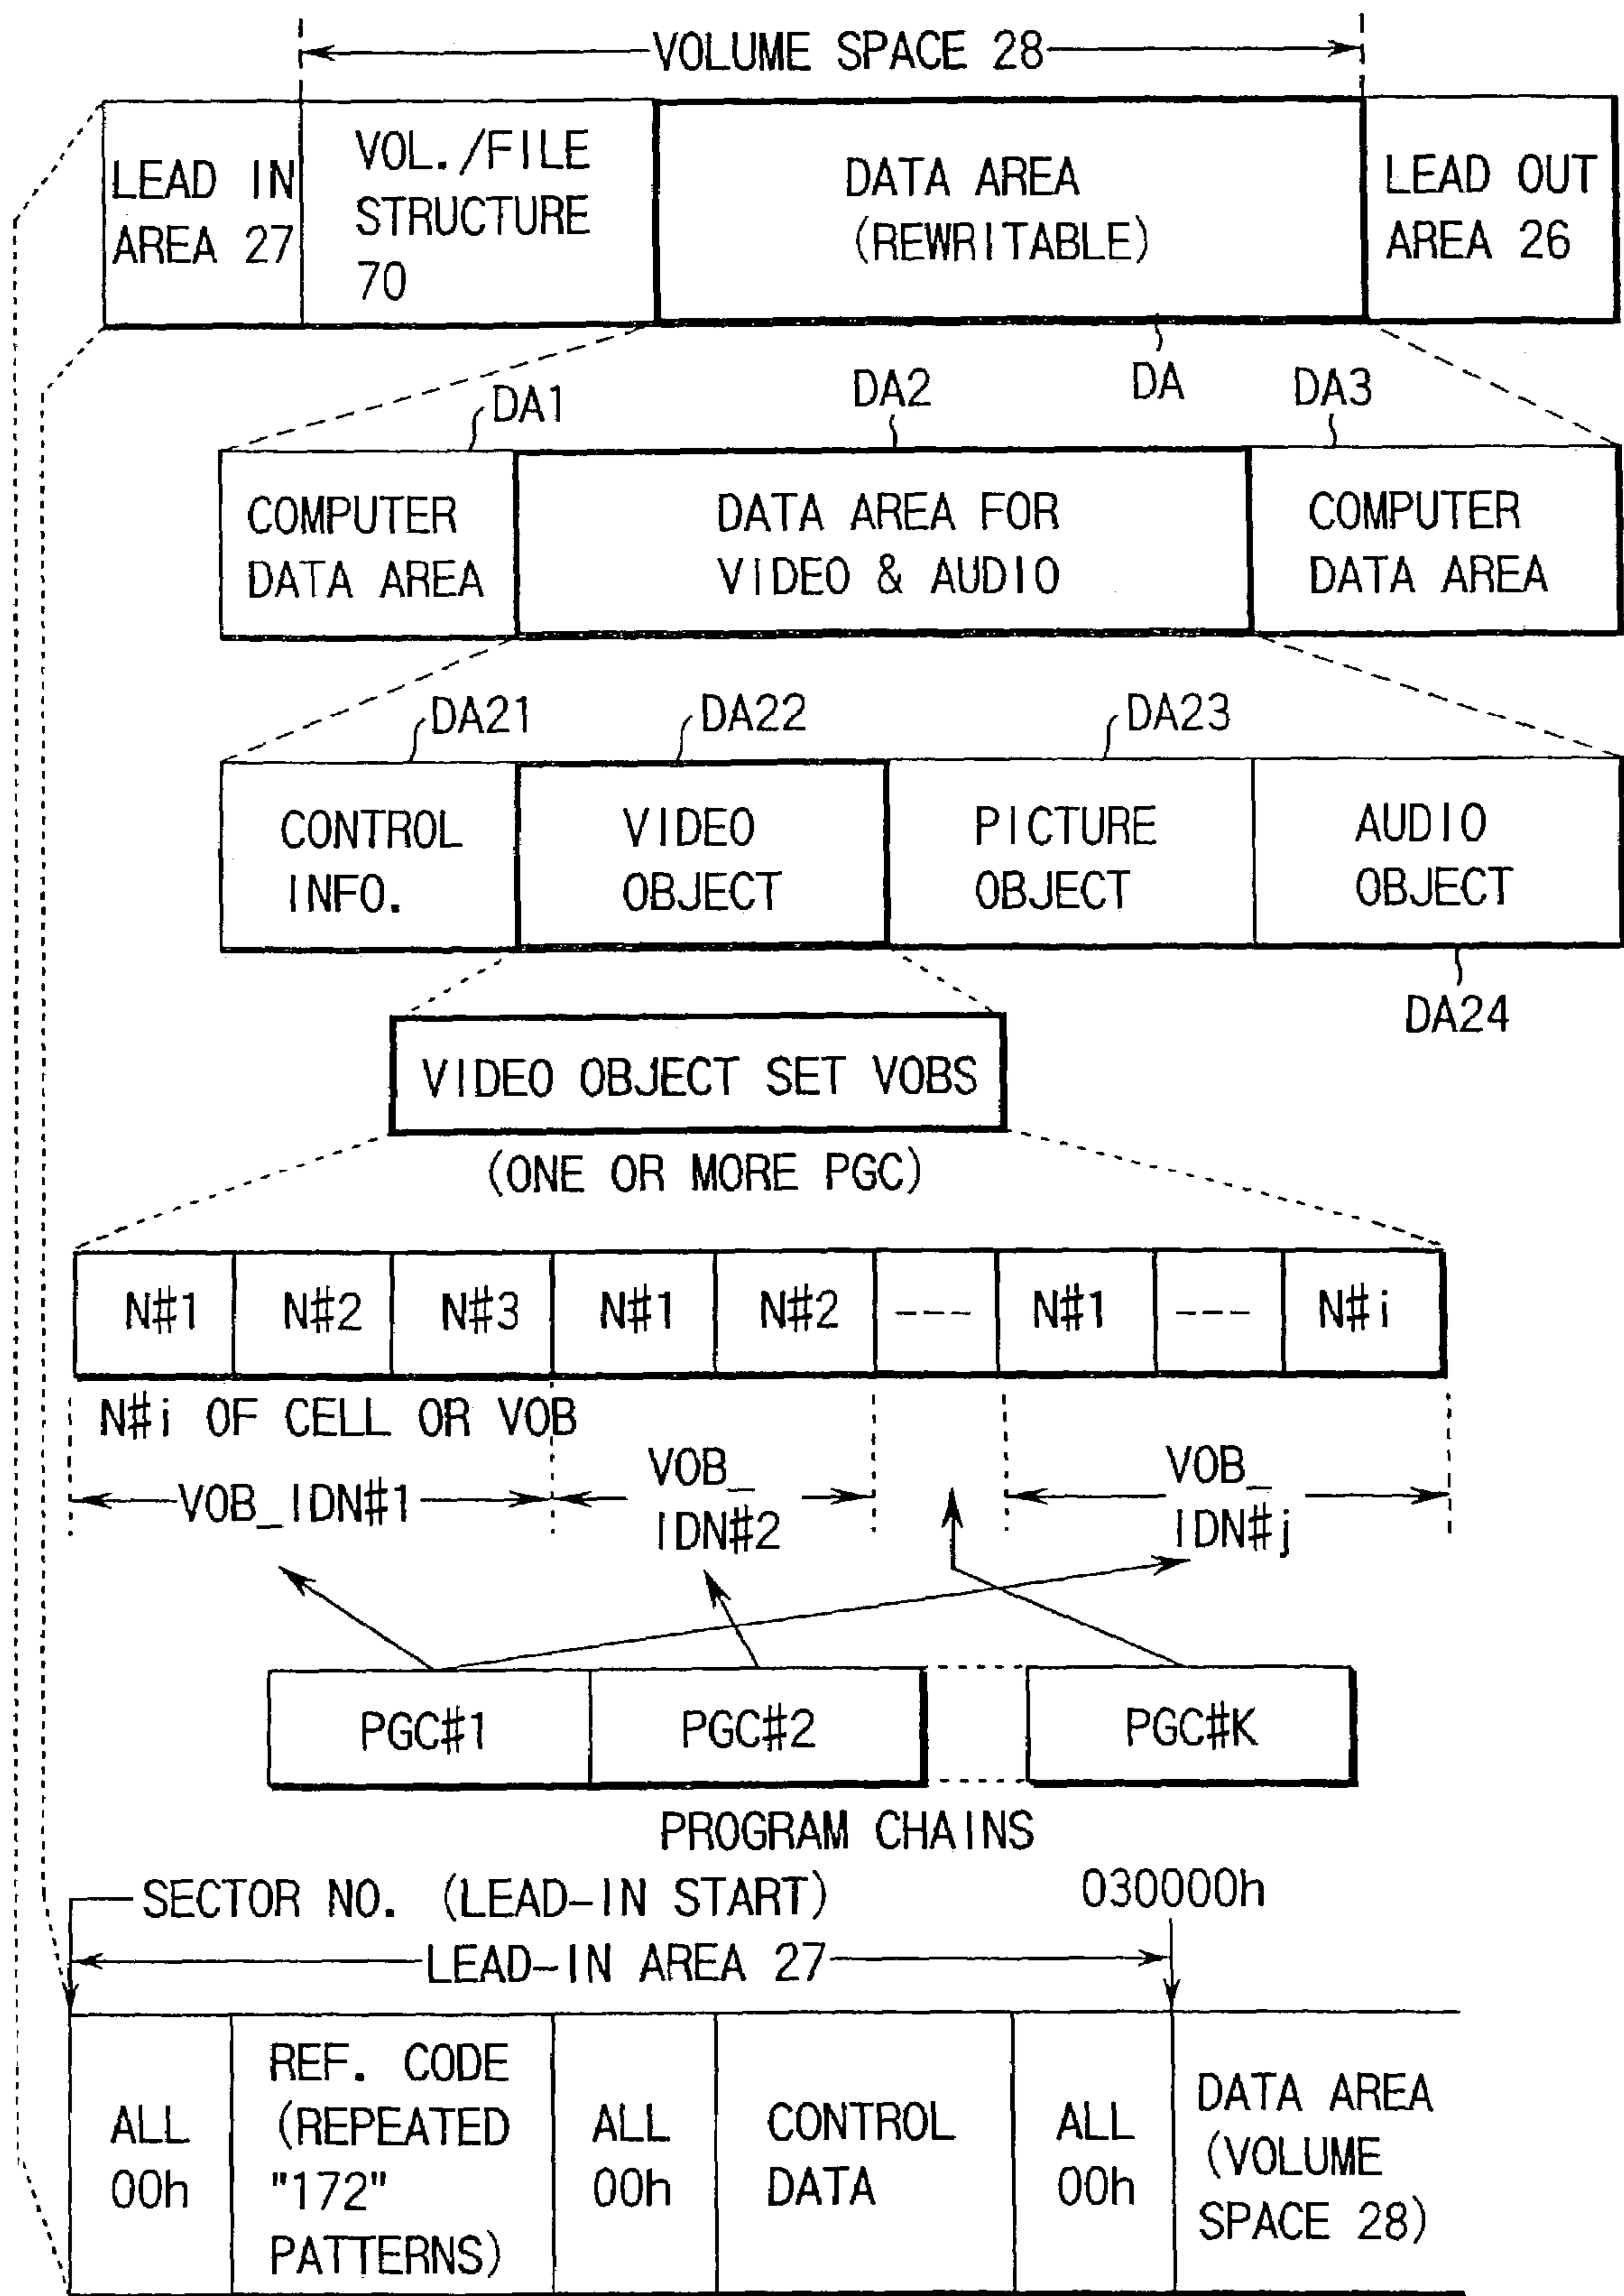 VOLUME SPACE 28
LEAD IN
AREA 27
VOL./FILE
STRUCTURE
70
DATA AREA
(REWRITABLE)
LEAD OUT
AREA 26
DA1
DA2
DA
DA3
COMPUTER
DATA AREA
DATA AREA FOR
VIDEO & AUDIO
COMPUTER
DATA AREA
DA21
DA22
DA23
CONTROL
INFO.
VIDEO
OBJECT
PICTURE
OBJECT
AUDIO
OBJECT
DA24
VIDEO OBJECT SET VOBS
(ONE OR MORE PGC)
N#1
N#2
N#3
N#1
N#2
---
N#1
---
N#i
N#i OF CELL OR VOB
VOB_IDN#1
VOB_
IDN#2
VOB_
IDN#j
PGC#1
PGC#2
PGC#K
PROGRAM CHAINS
SECTOR NO. (LEAD-IN START)
030000h
LEAD-IN AREA 27
ALL
00h
REF. CODE
(REPEATED
"172"
PATTERNS)
ALL
00h
CONTROL
DATA
ALL
00h
DATA AREA
(VOLUME
SPACE 28)